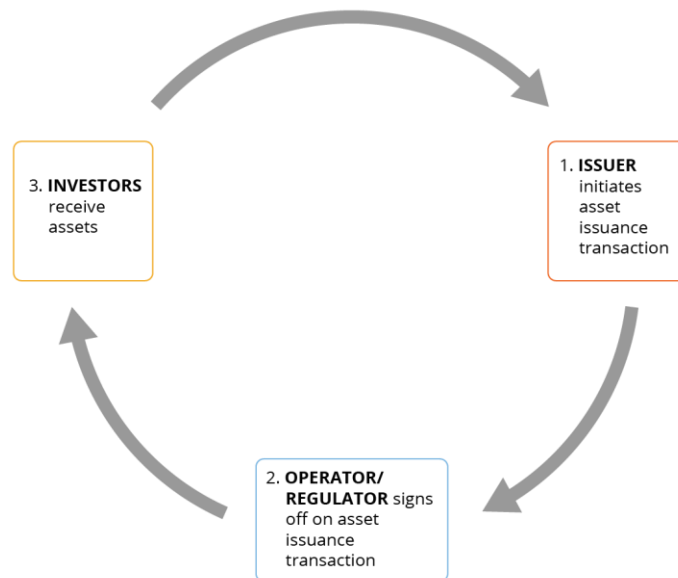 1. ISSUER
initiates
asset
issuance
transaction
2. OPERATOR/
REGULATOR signs
off on asset
issuance
transaction
3. INVESTORS
receive
assets